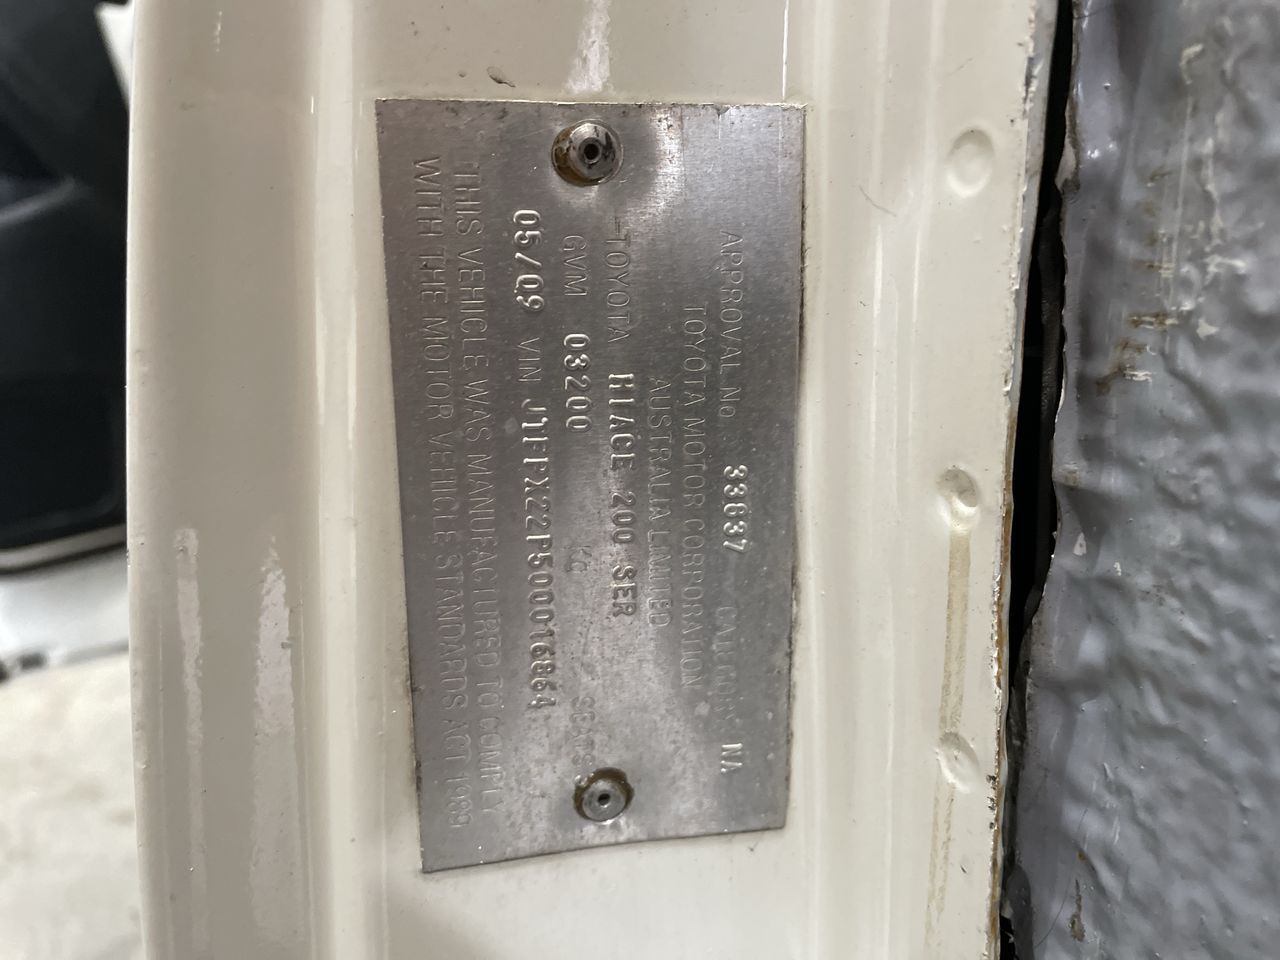 APPROVAL No. 33637 CATEGORY NA
TOYOTA MOTOR CORPORATION
AUSTRALIA LIMITED
TOYOTA HIACE 200 SER
GVM 03200 KG SEATS
05/09 VIN JTFPX22P500016864
THIS VEHICLE WAS MANUFACTURED TO COMPLY
WITH THE MOTOR VEHICLE STANDARDS ACT 1989